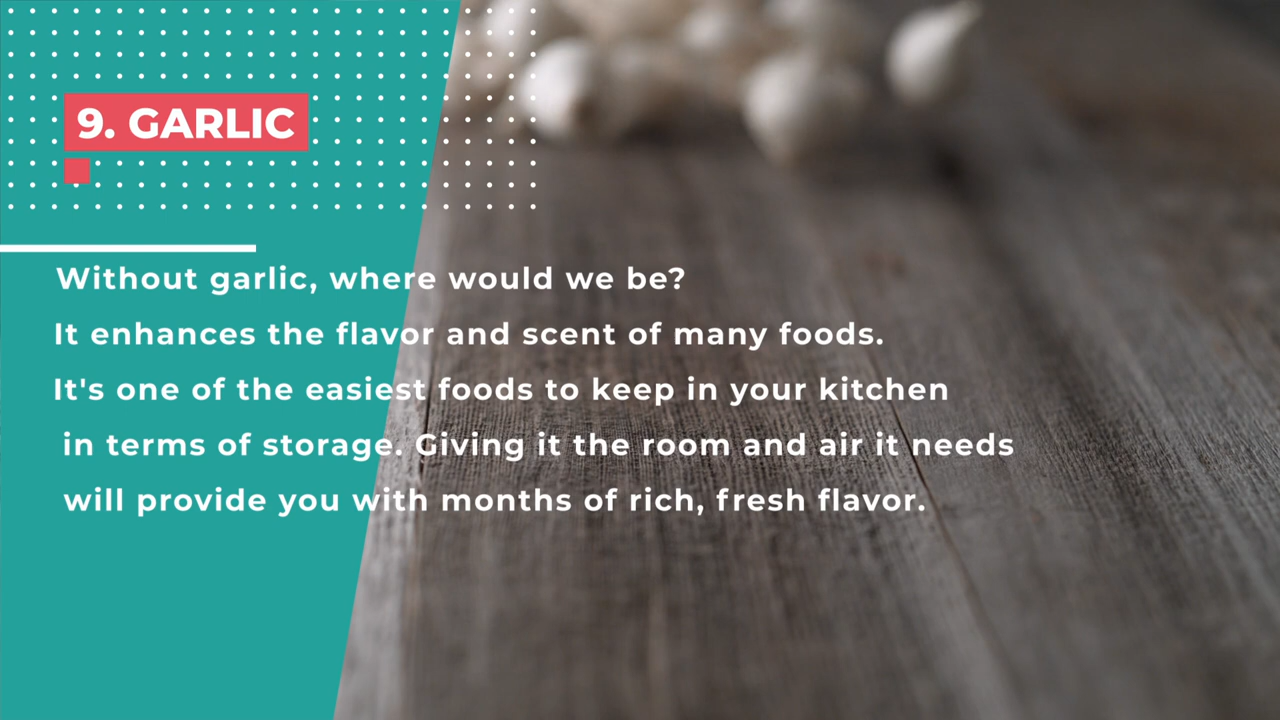 9. GARLIC
Without garlic, where would we be?
It enhances the flavor and scent of many foods.
It's one of the easiest foods to keep in your kitchen
in terms of storage. Giving it the room and air it needs
will provide you with months of rich, fresh flavor.